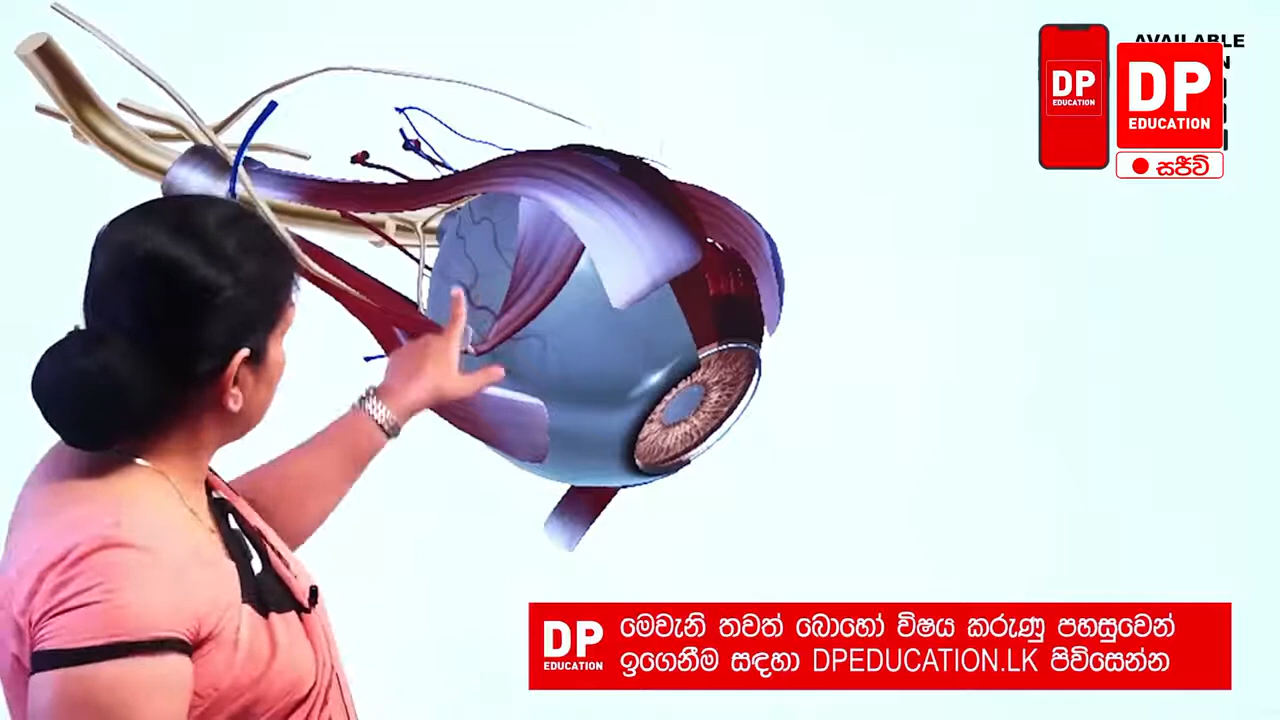 AVAILABLE
DP
EDUCATION
DP
EDUCATION
සජීවි
DP
EDUCATION
මෙවැනි තවත් බොහෝ විෂය කරුණු පහසුවෙන්
ඉගෙනීම සඳහා DPEDUCATION.LK පිවිසෙන්න